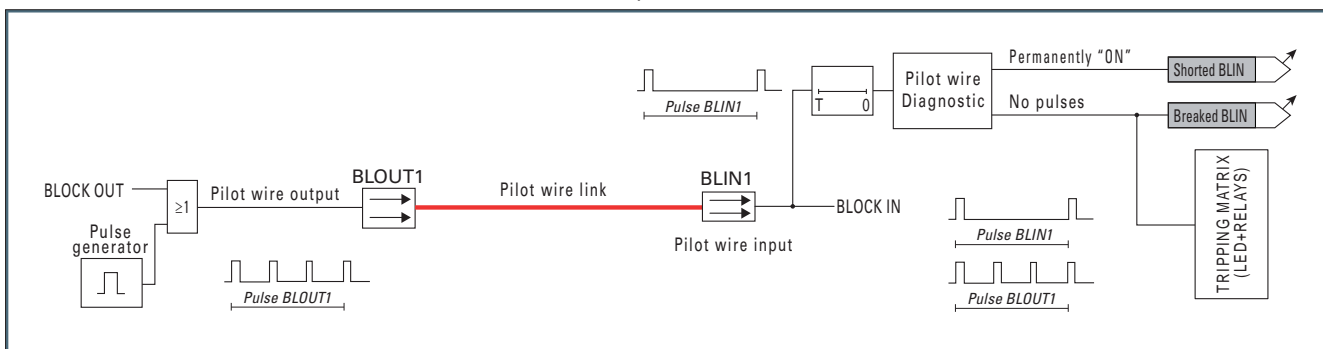 Permanently “ON”
Shorted BLIN
Pulse BLIN1
T 0
Pilot wire
Diagnostic
No pulses
Breaked BLIN
BLOCK OUT
≥1
Pilot wire output
BLOUT1
Pilot wire link
BLIN1
BLOCK IN
Pilot wire input
Pulse
generator
Pulse BLOUT1
Pulse BLIN1
Pulse BLOUT1
TRIPPING MATRIX
(LED+RELAYS)